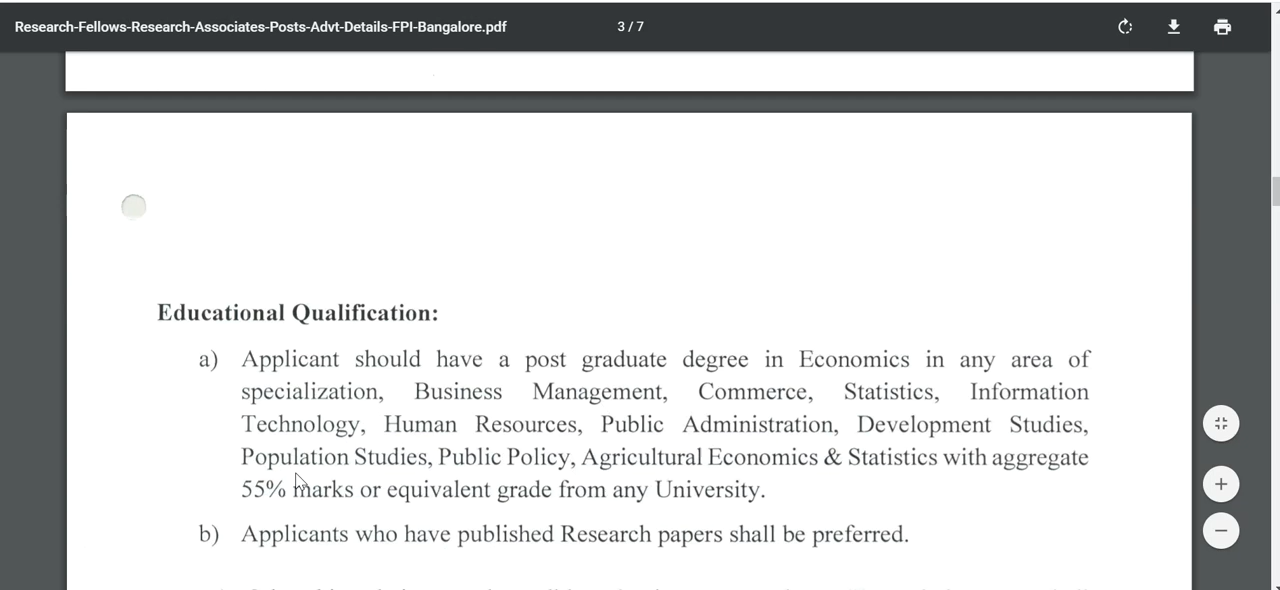 Research-Fellows-Research-Associates-Posts-Advt-Details-FPI-Bangalore.pdf 3 / 7
Educational Qualification:
a) Applicant should have a post graduate degree in Economics in any area of
specialization, Business Management, Commerce, Statistics, Information
Technology, Human Resources, Public Administration, Development Studies,
Population Studies, Public Policy, Agricultural Economics & Statistics with aggregate
55% marks or equivalent grade from any University.
b) Applicants who have published Research papers shall be preferred.